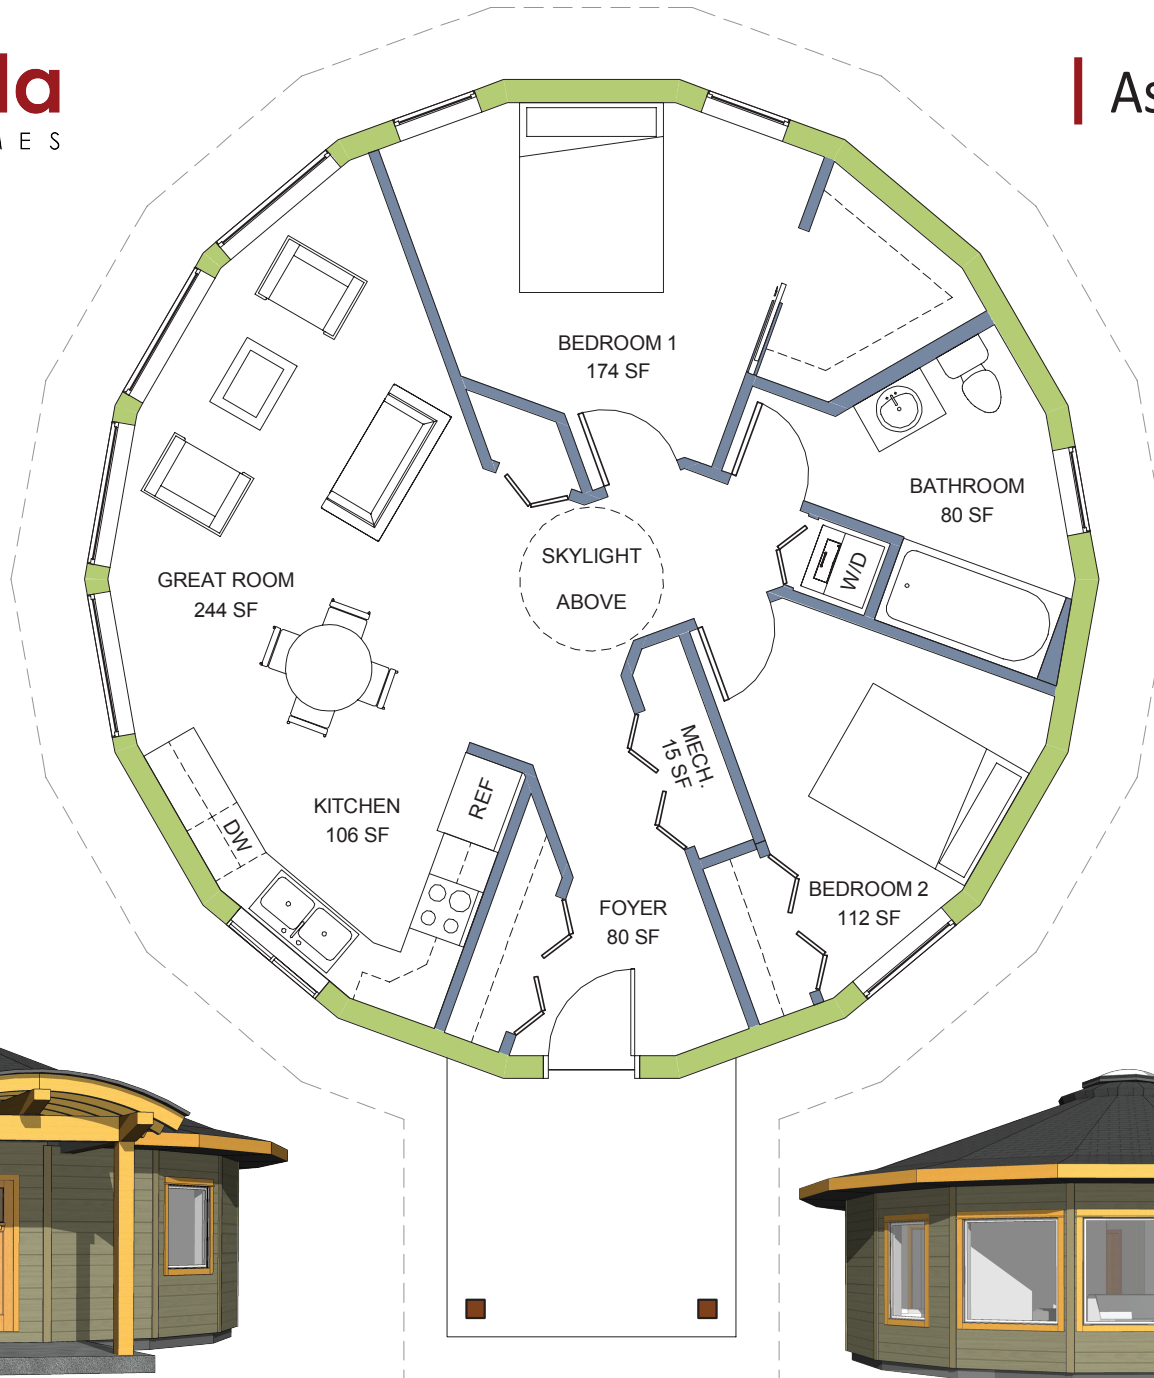 la
MES
As
BEDROOM 1
174 SF
BATHROOM
80 SF
SKYLIGHT
ABOVE
W/D
GREAT ROOM
244 SF
MECH.
15 SF
KITCHEN
106 SF
REF
DW
BEDROOM 2
112 SF
FOYER
80 SF